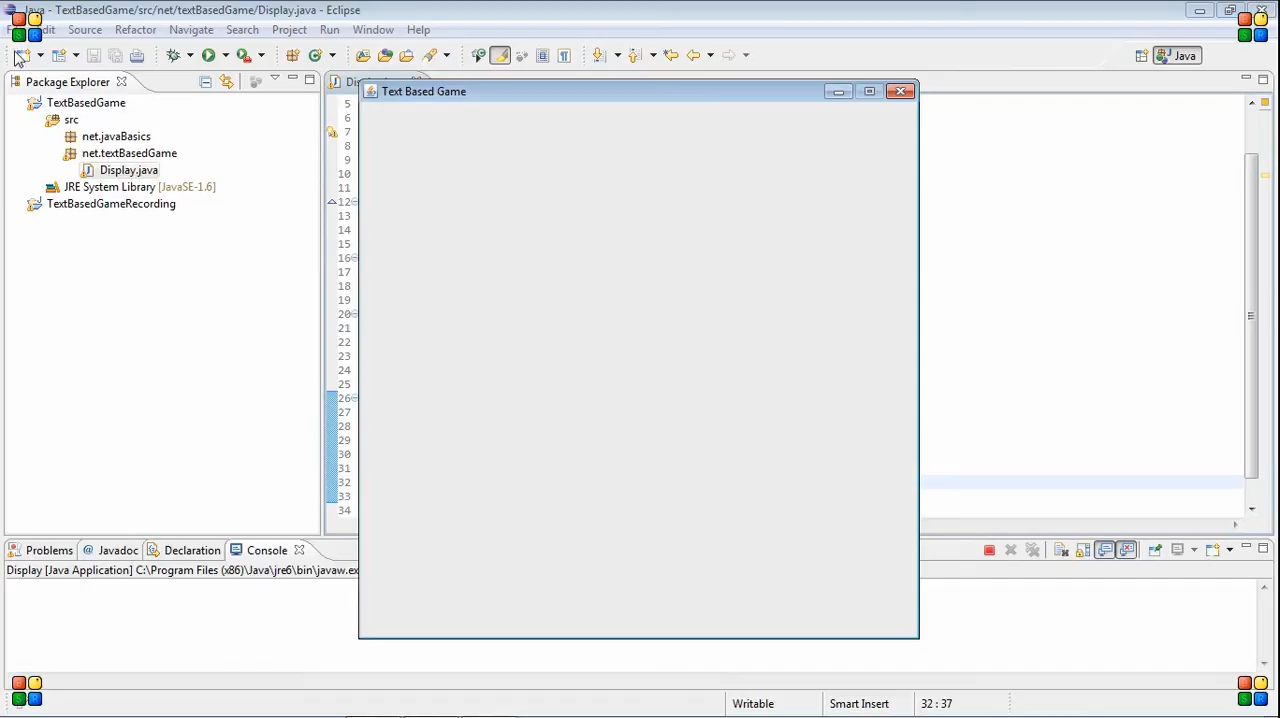 Java - TextBasedGame/src/net/textBasedGame/Display.java - Eclipse
Source Refactor Navigate Search Project Run Window Help
Java
Package Explorer
TextBasedGame
src
net.javaBasics
net.textBasedGame
Display.java
JRE System Library [JavaSE-1.6]
TextBasedGameRecording
Text Based Game
5
6
7
8
9
10
11
12
13
14
15
16
17
18
19
20
21
22
23
24
25
26
27
28
29
30
31
32
33
34
Problems @ Javadoc Declaration Console
Display [Java Application] C:\Program Files (x86)\Java\jre6\bin\javaw.ex
Writable Smart Insert 32 : 37